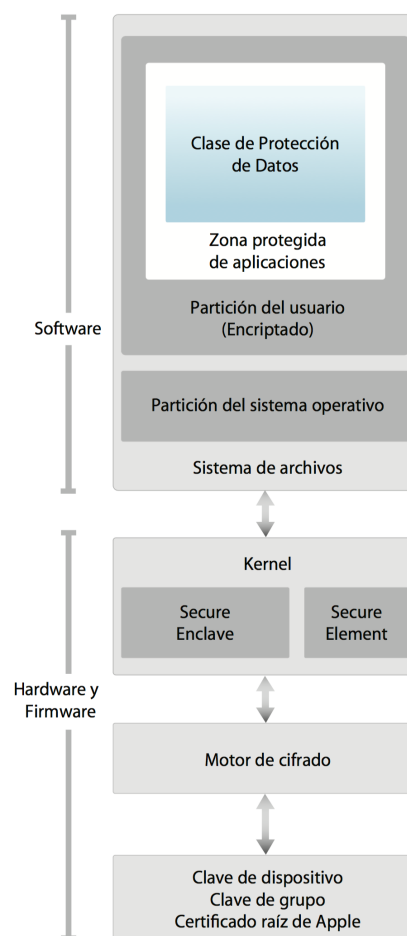 Clase de Protección
de Datos
Zona protegida
de aplicaciones
Partición del usuario
(Encriptado)
Software
Partición del sistema operativo
Sistema de archivos
Kernel
Secure
Enclave
Secure
Element
Hardware y
Firmware
Motor de cifrado
Clave de dispositivo
Clave de grupo
Certificado raíz de Apple